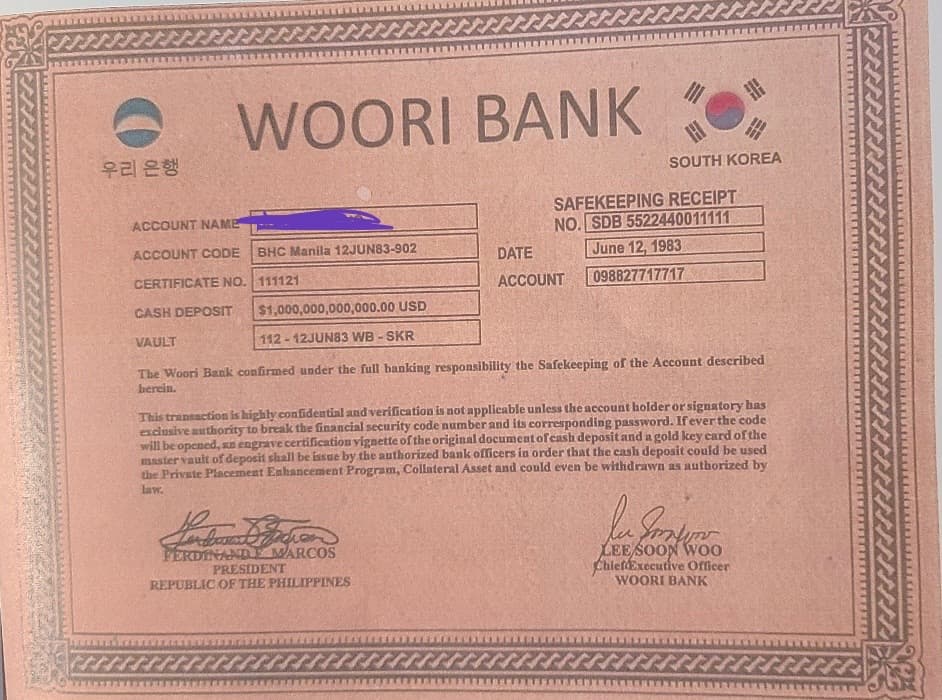 WOORI BANK
우리 은행
SOUTH KOREA
ACCOUNT NAME
ACCOUNT CODE BHC Manila 12JUN83-902
CERTIFICATE NO. 111121
CASH DEPOSIT $1,000,000,000,000.00 USD
VAULT 112 - 12JUN83 WB - SKR
SAFEKEEPING RECEIPT
NO. SDB 5522440011111
DATE June 12, 1983
ACCOUNT 098827717717
The Woori Bank confirmed under the full banking responsibility the Safekeeping of the Account described
herein.
This transaction is highly confidential and verification is not applicable unless the account holder or signatory has
exclusive authority to break the financial security code number and its corresponding password. If ever the code
will be opened, an engrave certification vignette of the original document of cash deposit and a gold key card of the
master vault of deposit shall be issue by the authorized bank officers in order that the cash deposit could be used
the Private Placement Enhancement Program, Collateral Asset and could even be withdrawn as authorized by
law.
FERDINAND E. MARCOS
PRESIDENT
REPUBLIC OF THE PHILIPPINES
LEE SOON WOO
Chief Executive Officer
WOORI BANK